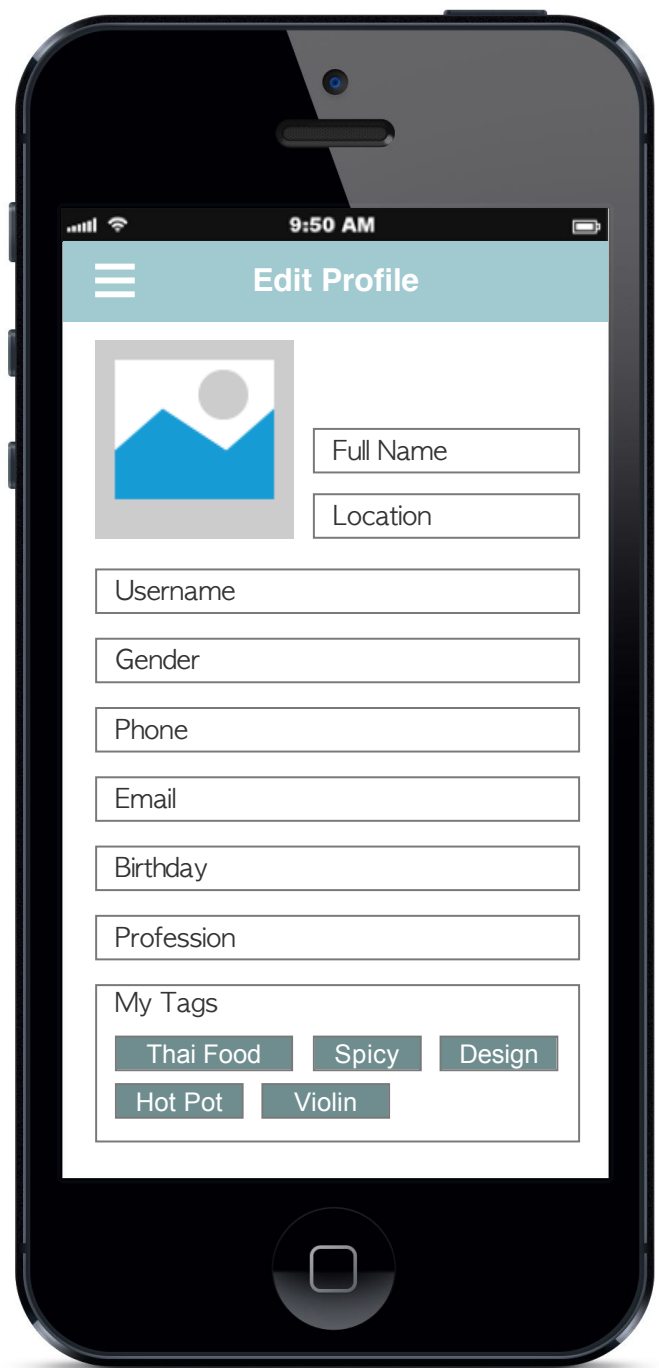 9:50 AM
Edit Profile
Full Name
Location
Username
Gender
Phone
Email
Birthday
Profession
My Tags
Thai Food Spicy Design
Hot Pot Violin